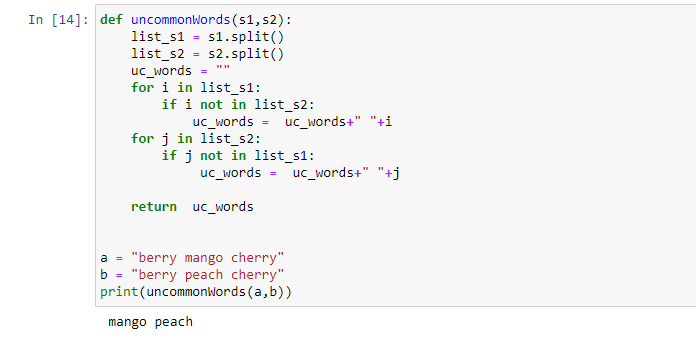 In [14]: def uncommonWords(s1,s2):
    list_s1 = s1.split()
    list_s2 = s2.split()
    uc_words = ""
    for i in list_s1:
        if i not in list_s2:
            uc_words =  uc_words+" "+i
    for j in list_s2:
        if j not in list_s1:
             uc_words =  uc_words+" "+j
    return  uc_words
a = "berry mango cherry"
b = "berry peach cherry"
print(uncommonWords(a,b))
 mango peach